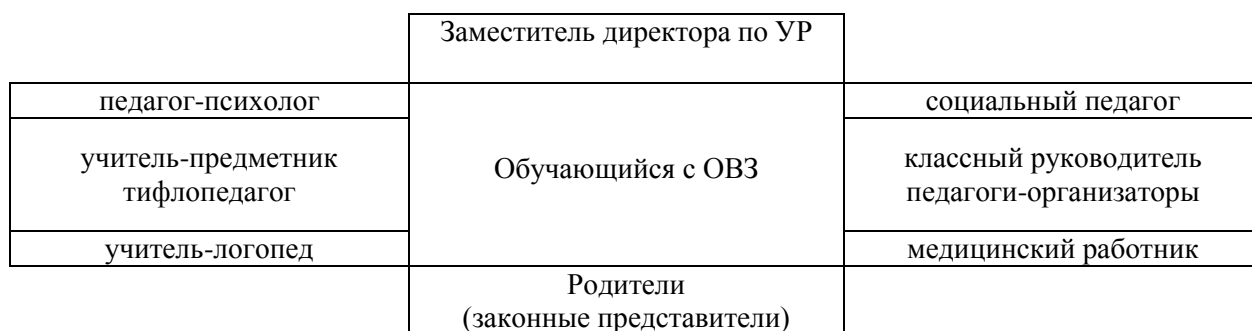 Заместитель директора по УР
педагог-психолог
социальный педагог
учитель-предметник
тифлопедагог
Обучающийся с ОВЗ
классный руководитель
педагоги-организаторы
учитель-логопед
медицинский работник
Родители
(законные представители)